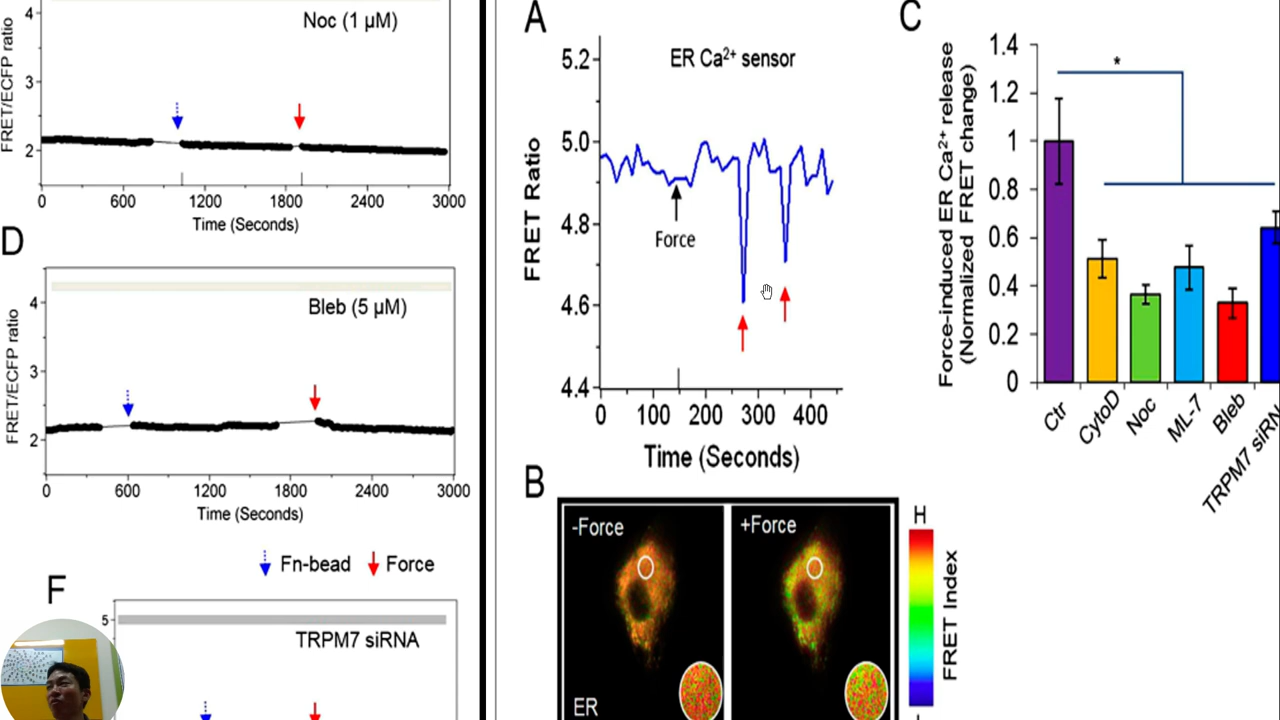 4
Noc (1 µM)
FRET/ECFP ratio
3
2
0
600
1200
1800
2400
3000
Time (Seconds)
D
4
Bleb (5 µM)
FRET/ECFP ratio
3
2
0
600
1200
1800
2400
3000
Time (Seconds)
Fn-bead
Force
F
5
TRPM7 siRNA
A
5.2
ER Ca²⁺ sensor
5.0
FRET Ratio
4.8
Force
4.6
4.4
0
100
200
300
400
Time (Seconds)
B
-Force
+Force
ER
H
FRET Index
C
Force-induced ER Ca²⁺ release
(Normalized FRET change)
1.4
1.2
1
0.8
0.6
0.4
0.2
0
*
Ctr
CytoD
Noc
ML-7
Bleb
TRPM7 siRN